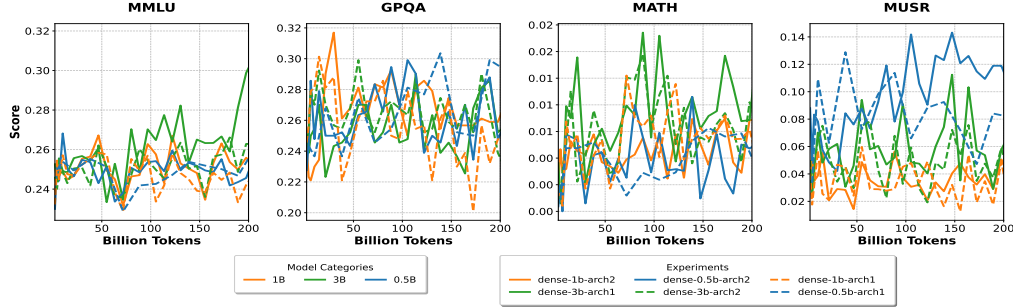 MMLU
GPQA
MATH
MUSR
Score
0.32
0.30
0.28
0.26
0.24
50
100
150
200
Billion Tokens
0.32
0.30
0.28
0.26
0.24
0.22
0.20
50
100
150
200
Billion Tokens
0.02
0.02
0.01
0.01
0.01
0.00
0.00
0.00
50
100
150
200
Billion Tokens
0.14
0.12
0.10
0.08
0.06
0.04
0.02
50
100
150
200
Billion Tokens
Model Categories
1B
3B
0.5B
Experiments
dense-1b-arch2
dense-0.5b-arch2
dense-1b-arch1
dense-3b-arch1
dense-3b-arch2
dense-0.5b-arch1